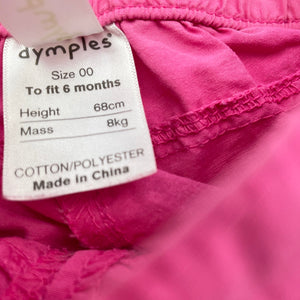 dymples®
Size 00
To fit 6 months
Height 68cm
Mass 8kg
COTTON/POLYESTER
Made in China